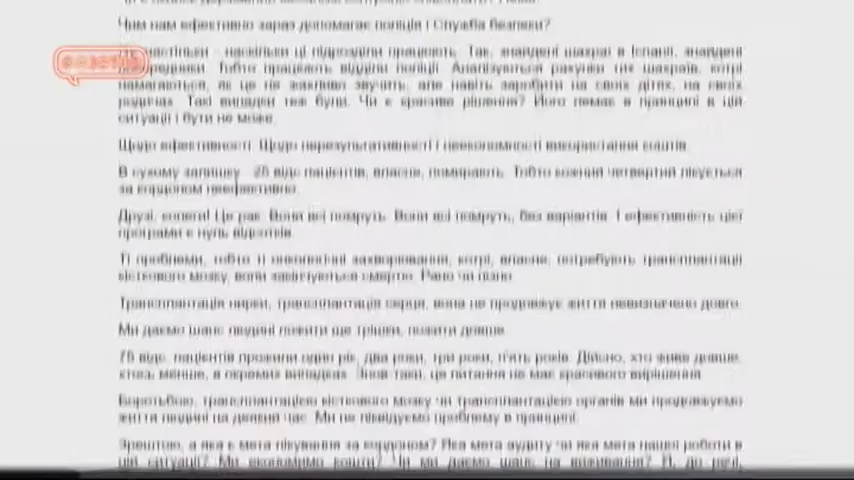 Чим нам ефективно зараз допомагає поліція і Служба безпеки?
настільки - наскільки ці підрозділи працюють. Так, знайдені шахраї в Іспанії, знайдені
Тобто працюють відділи поліції. Аналізуються рахунки тих шахраїв, котрі
намагаються, як це не жахливо звучить, але навіть заробити на своїх дітях, на своїх
родичах. Такі випадки теж були. Чи є красиве рішення? Його немає в принципі в цій
ситуації і бути не може.
Щодо ефективності. Щодо нерезультативності і неекономності використання коштів.
В сухому залишку - 25 відс пацієнтів, власне, помирають. Тобто кожний четвертий лікується
за кордоном неефективно.
Друзі, колеги! Це рак. Вони всі помруть. Вони всі помруть, без варіантів. І ефективність цієї
програми є нуль відсотків.
Ті проблеми, тобто ті онкологічні захворювання, котрі, власне, потребують трансплантації
кісткового мозку, вони закінчуються смертю. Рано чи пізно.
Трансплантація нирки, трансплантація серця, вона не продовжує життя невизначено довго.
Ми даємо шанс людині пожити ще трішки, пожити довше.
75 відс. пацієнтів прожили один рік, два роки, три роки, п'ять років. Дійсно, хто живе довше,
хтось менше, в окремих випадках. Знов таки, це питання не має красивого вирішення.
Боротьбою, трансплантацією кісткового мозку чи трансплантацією органів ми продовжуємо
життя людині на деякий час. Ми не ліквідуємо проблему в принципі.
Зрештою, а яка є мета лікування за кордоном? Яка мета аудиту чи яка мета нашої роботи в
цій ситуації? Ми економимо кошти? Чи ми даємо шанс на виживання? Я, до речі,